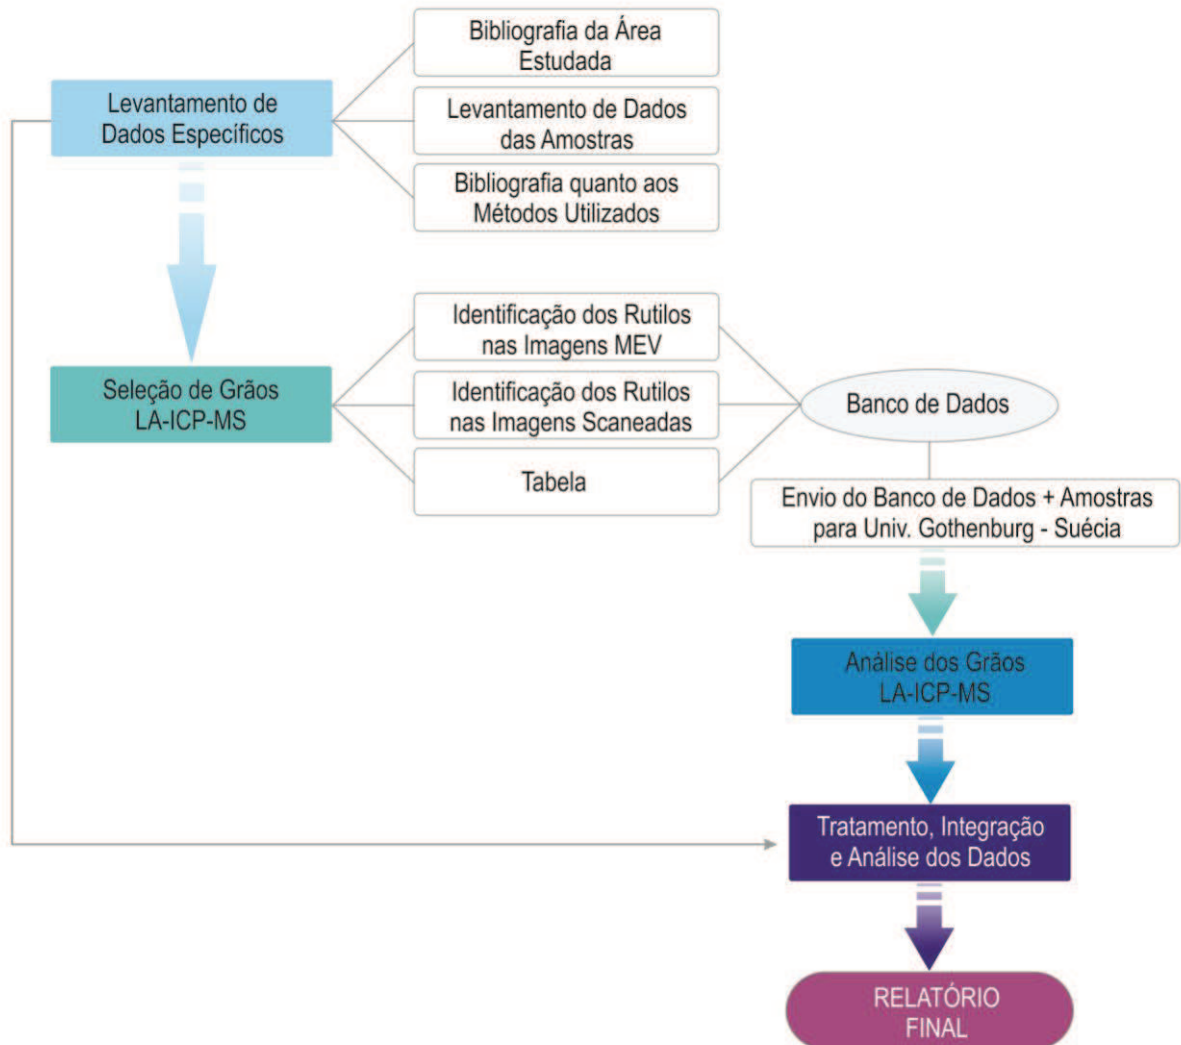 Bibliografia da Área
Estudada
Levantamento de
Dados Específicos
Levantamento de Dados
das Amostras
Bibliografia quanto aos
Métodos Utilizados
Identificação dos Rutilos
nas Imagens MEV
Seleção de Grãos
LA-ICP-MS
Identificação dos Rutilos
nas Imagens Scaneadas
Tabela
Banco de Dados
Envio do Banco de Dados + Amostras
para Univ. Gothenburg - Suécia
Análise dos Grãos
LA-ICP-MS
Tratamento, Integração
e Análise dos Dados
RELATÓRIO
FINAL